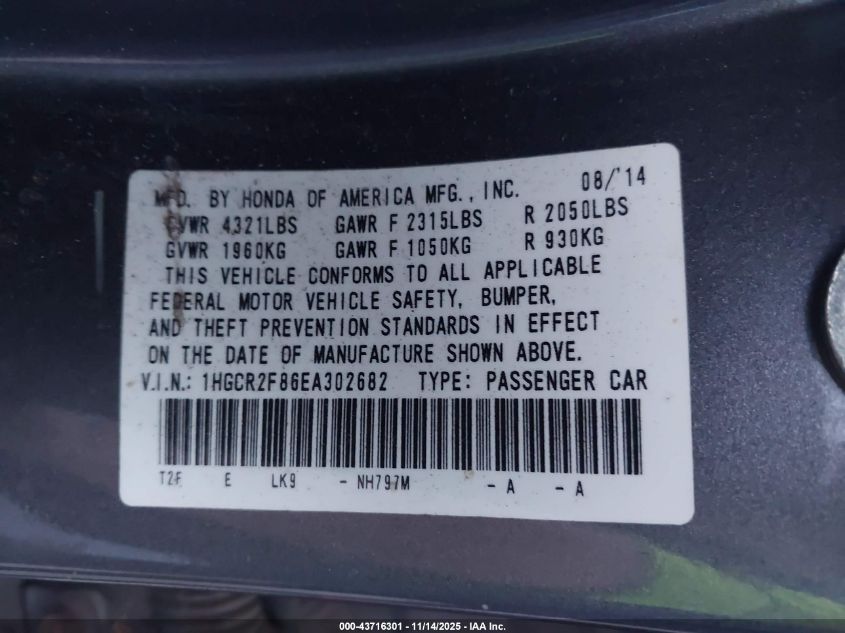 MFD. BY HONDA OF AMERICA MFG., INC. 08/'14
GVWR 4321LBS GAWR F 2315LBS R 2050LBS
GVWR 1960KG GAWR F 1050KG R 930KG
THIS VEHICLE CONFORMS TO ALL APPLICABLE
FEDERAL MOTOR VEHICLE SAFETY, BUMPER,
AND THEFT PREVENTION STANDARDS IN EFFECT
ON THE DATE OF MANUFACTURE SHOWN ABOVE.
V.I.N.: 1HGCR2F86EA302682 TYPE: PASSENGER CAR
T2F E LK9 - NH797M - A - A
000-43716301 - 11/14/2025 - IAA Inc.